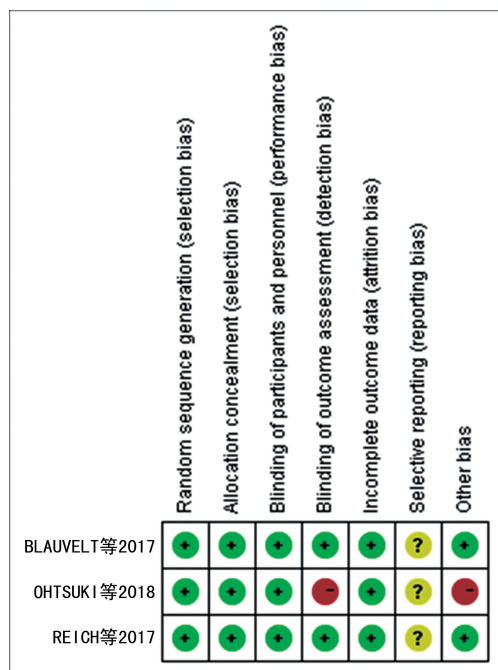 Random sequence generation (selection bias)
Allocation concealment (selection bias)
Blinding of participants and personnel (performance bias)
Blinding of outcome assessment (detection bias)
Incomplete outcome data (attrition bias)
Selective reporting (reporting bias)
Other bias
BLAUVELT等2017 + + + + + ? +
OHTSUKI等2018 + + + - + ? -
REICH等2017 + + + + + ? +